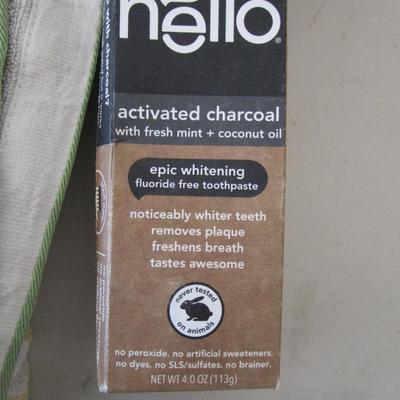 hello®
activated charcoal
with fresh mint + coconut oil
epic whitening
fluoride free toothpaste
noticeably whiter teeth
removes plaque
freshens breath
tastes awesome
never tested
on animals
no peroxide. no artificial sweeteners.
no dyes. no SLS/sulfates. no brainer.
NET WT 4.0 OZ (113g)
with charcoal?